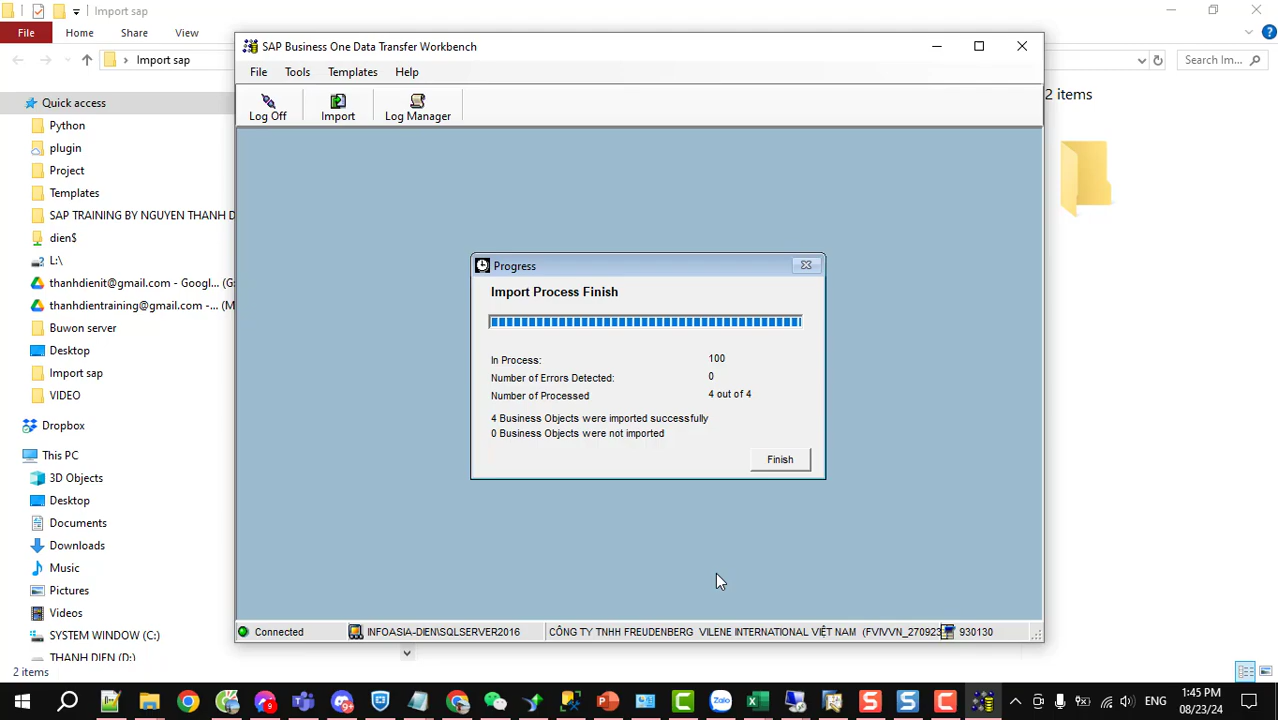 Import sap
File
Home
Share
View
Import sap
Search Im...
Quick access
Python
plugin
Project
Templates
SAP TRAINING BY NGUYEN THANH D
dien$
L:\
thanhdienit@gmail.com - Googl... (G
thanhdientraining@gmail.com -... (M
Buwon server
Desktop
Import sap
VIDEO
Dropbox
This PC
3D Objects
Desktop
Documents
Downloads
Music
Pictures
Videos
SYSTEM WINDOW (C:)
THANH DIEN (D:)
2 items
2 items
SAP Business One Data Transfer Workbench
File
Tools
Templates
Help
Log Off
Import
Log Manager
Progress
Import Process Finish
In Process: 100
Number of Errors Detected: 0
Number of Processed 4 out of 4
4 Business Objects were imported successfully
0 Business Objects were not imported
Finish
Connected
INFOASIA-DIEN\SQLSERVER2016
CÔNG TY TNHH FREUDENBERG VILENE INTERNATIONAL VIỆT NAM (FVIVVN_270923
930130
Zalo
ENG
1:45 PM
08/23/24